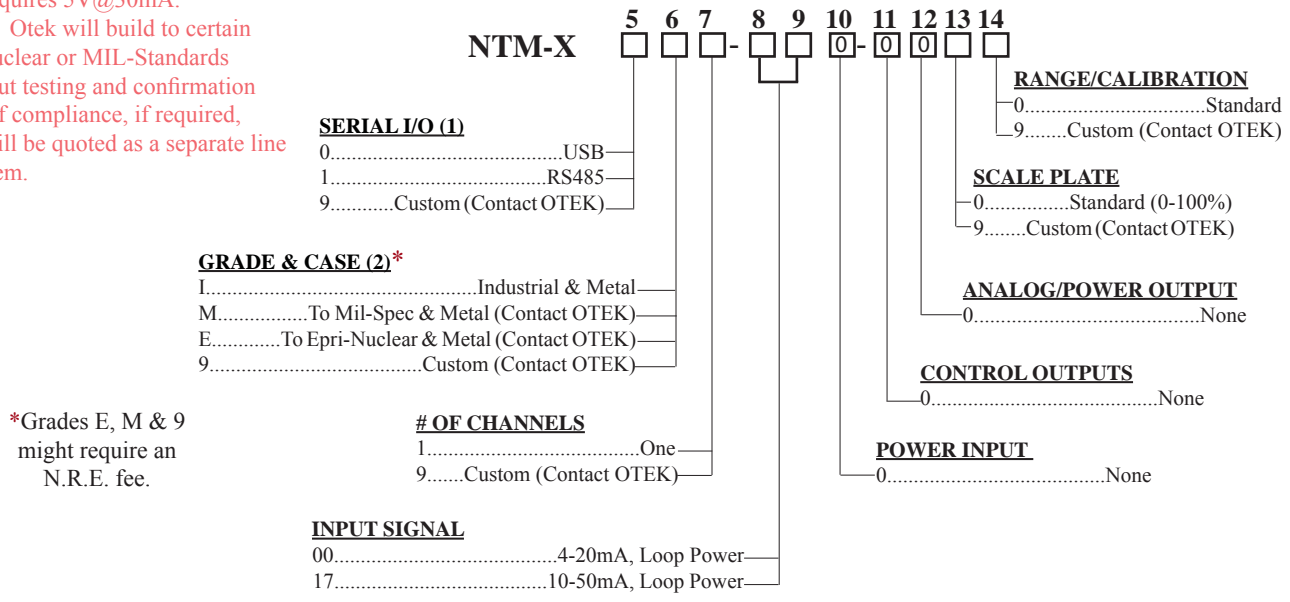 5V@30mA.
Otek will build to certain
or MIL-Standards
testing and confirmation
compliance, if required,
be quoted as a separate line
5 6 7 8 9 10 11 12 13 14
NTM-X - 0 - 0 0
SERIAL I/O (1)
0..........................................USB
1........................................RS485
9............Custom (Contact OTEK)
GRADE & CASE (2)*
I.................................................Industrial & Metal
M................To Mil-Spec & Metal (Contact OTEK)
E............To Epri-Nuclear & Metal (Contact OTEK)
9......................................Custom (Contact OTEK)
*Grades E, M & 9
might require an
N.R.E. fee.
# OF CHANNELS
1......................................One
9.......Custom (Contact OTEK)
INPUT SIGNAL
00........................................4-20mA, Loop Power
17......................................10-50mA, Loop Power
RANGE/CALIBRATION
0................................Standard
9........Custom (Contact OTEK)
SCALE PLATE
0...............Standard (0-100%)
9........Custom (Contact OTEK)
ANALOG/POWER OUTPUT
0.........................................None
CONTROL OUTPUTS
0.........................................None
POWER INPUT
0.......................................None